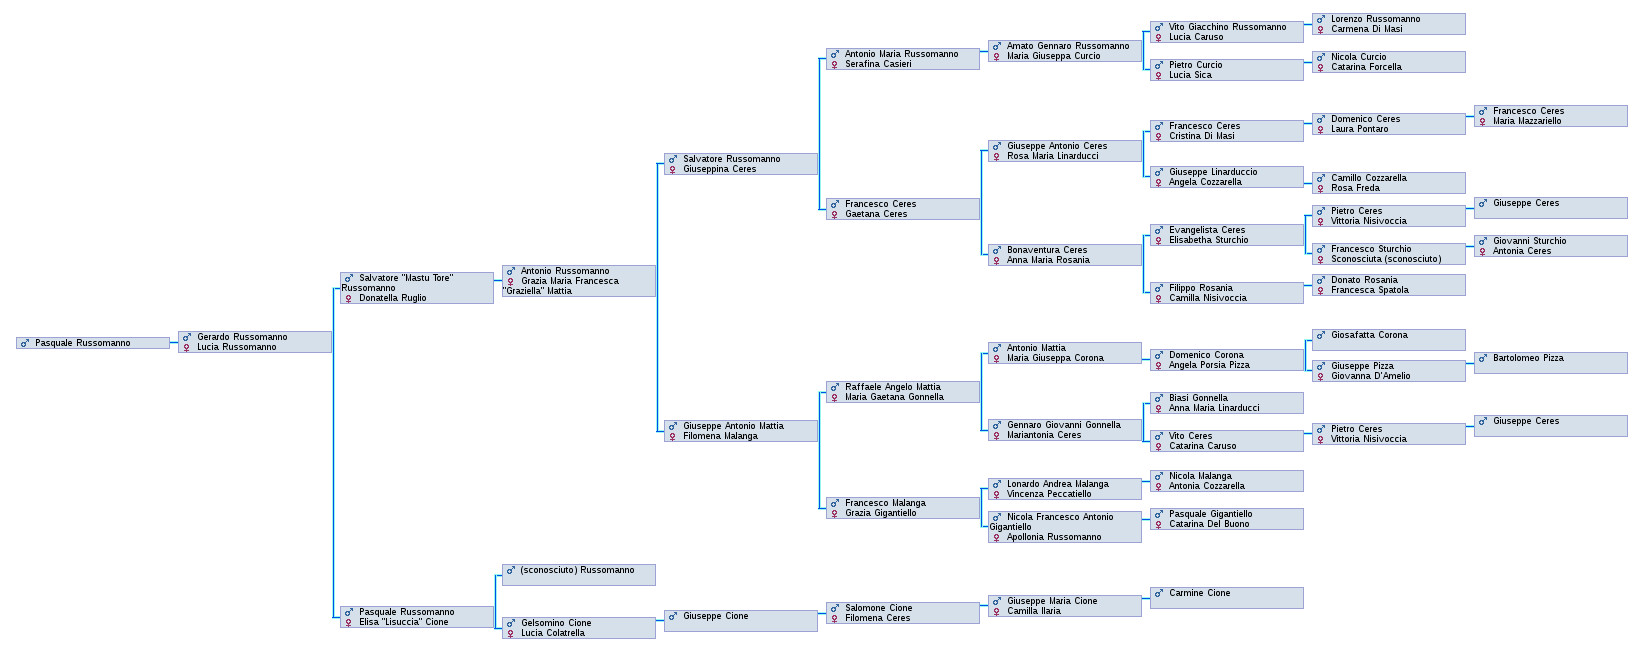 Pasquale Russomanno
Gerardo Russomanno
Lucia Russomanno
Salvatore "Mastu Tore"
Russomanno
Donatella Ruglio
Pasquale Russomanno
Elisa "Lisuccia" Cione
Antonio Russomanno
Grazia Maria Francesca
"Graziella" Mattia
(sconosciuto) Russomanno
Gelsomino Cione
Lucia Colatrella
Salvatore Russomanno
Giuseppina Ceres
Giuseppe Antonio Mattia
Filomena Malanga
Giuseppe Cione
Antonio Maria Russomanno
Serafina Casieri
Francesco Ceres
Gaetana Ceres
Raffaele Angelo Mattia
Maria Gaetana Gonnella
Francesco Malanga
Grazia Gigantiello
Salomone Cione
Filomena Ceres
Amato Gennaro Russomanno
Maria Giuseppa Curcio
Giuseppe Antonio Ceres
Rosa Maria Linarducci
Bonaventura Ceres
Anna Maria Rosania
Antonio Mattia
Maria Giuseppa Corona
Gennaro Giovanni Gonnella
Mariantonia Ceres
Lonardo Andrea Malanga
Vincenza Peccatiello
Nicola Francesco Antonio
Gigantiello
Apollonia Russomanno
Giuseppe Maria Cione
Camilla Ilaria
Vito Giacchino Russomanno
Lucia Caruso
Pietro Curcio
Lucia Sica
Francesco Ceres
Cristina Di Masi
Giuseppe Linarduccio
Angela Cozzarella
Evangelista Ceres
Elisabetha Sturchio
Filippo Rosania
Camilla Nisivoccia
Domenico Corona
Angela Porsia Pizza
Biasi Gonnella
Anna Maria Linarducci
Vito Ceres
Catarina Caruso
Nicola Malanga
Antonia Cozzarella
Pasquale Gigantiello
Catarina Del Buono
Carmine Cione
Lorenzo Russomanno
Carmena Di Masi
Nicola Curcio
Catarina Forcella
Domenico Ceres
Laura Pontaro
Camillo Cozzarella
Rosa Freda
Pietro Ceres
Vittoria Nisivoccia
Francesco Sturchio
Sconosciuta (sconosciuto)
Donato Rosania
Francesca Spatola
Giosafatta Corona
Giuseppe Pizza
Giovanna D'Amelio
Pietro Ceres
Vittoria Nisivoccia
Francesco Ceres
Maria Mazzariello
Giuseppe Ceres
Giovanni Sturchio
Antonia Ceres
Bartolomeo Pizza
Giuseppe Ceres